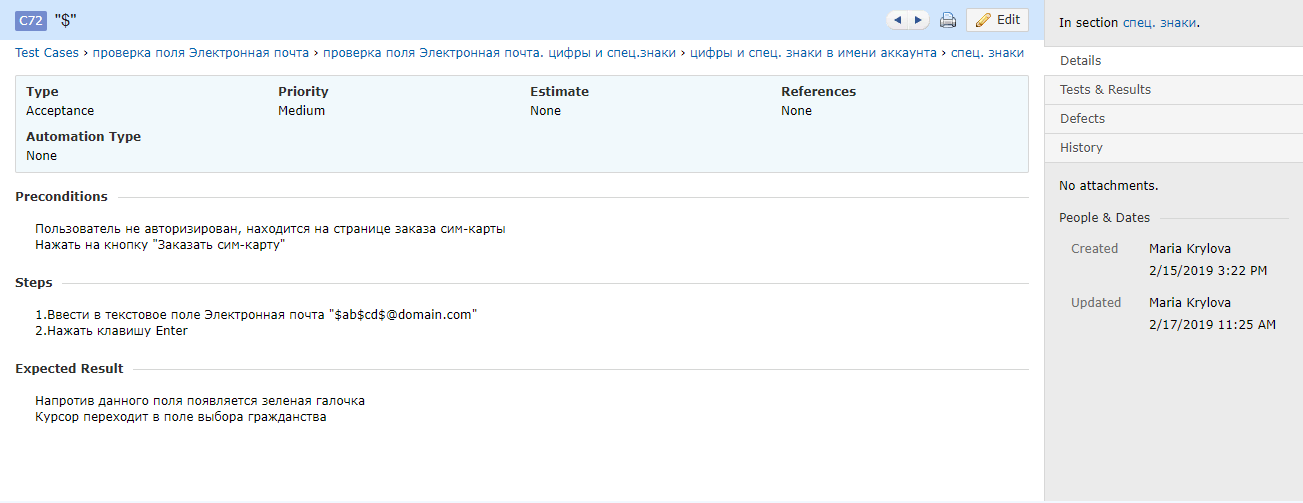 C72 "$" Edit
Test Cases › проверка поля Электронная почта › проверка поля Электронная почта. цифры и спец.знаки › цифры и спец. знаки в имени аккаунта › спец. знаки
Type Priority Estimate References
Acceptance Medium None None
Automation Type
None
Preconditions
Пользователь не авторизирован, находится на странице заказа сим-карты
Нажать на кнопку "Заказать сим-карту"
Steps
1.Ввести в текстовое поле Электронная почта "$ab$cd$@domain.com"
2.Нажать клавишу Enter
Expected Result
Напротив данного поля появляется зеленая галочка
Курсор переходит в поле выбора гражданства
In section спец. знаки.
Details
Tests & Results
Defects
History
No attachments.
People & Dates
Created Maria Krylova
2/15/2019 3:22 PM
Updated Maria Krylova
2/17/2019 11:25 AM